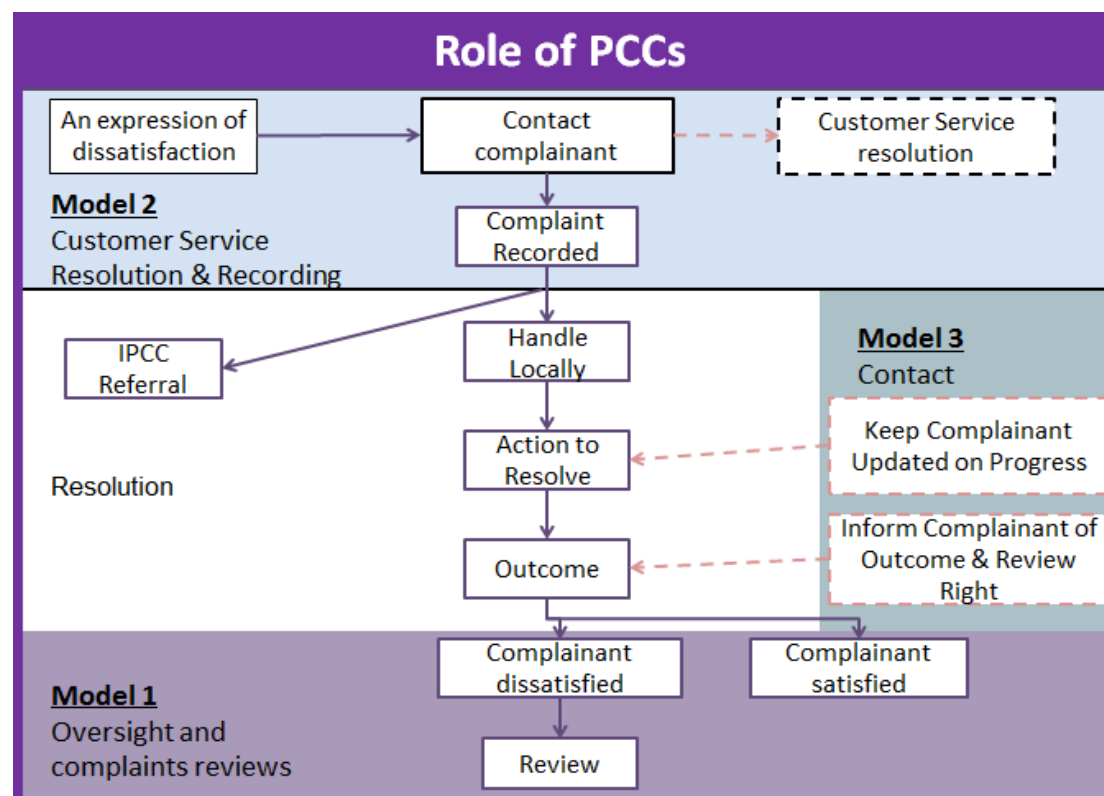 Role of PCCs
An expression of
dissatisfaction
Contact
complainant
Customer Service
resolution
Model 2
Customer Service
Resolution & Recording
Complaint
Recorded
IPCC
Referral
Handle
Locally
Model 3
Contact
Action to
Resolve
Keep Complainant
Updated on Progress
Resolution
Outcome
Inform Complainant of
Outcome & Review
Right
Complainant
dissatisfied
Complainant
satisfied
Model 1
Oversight and
complaints reviews
Review